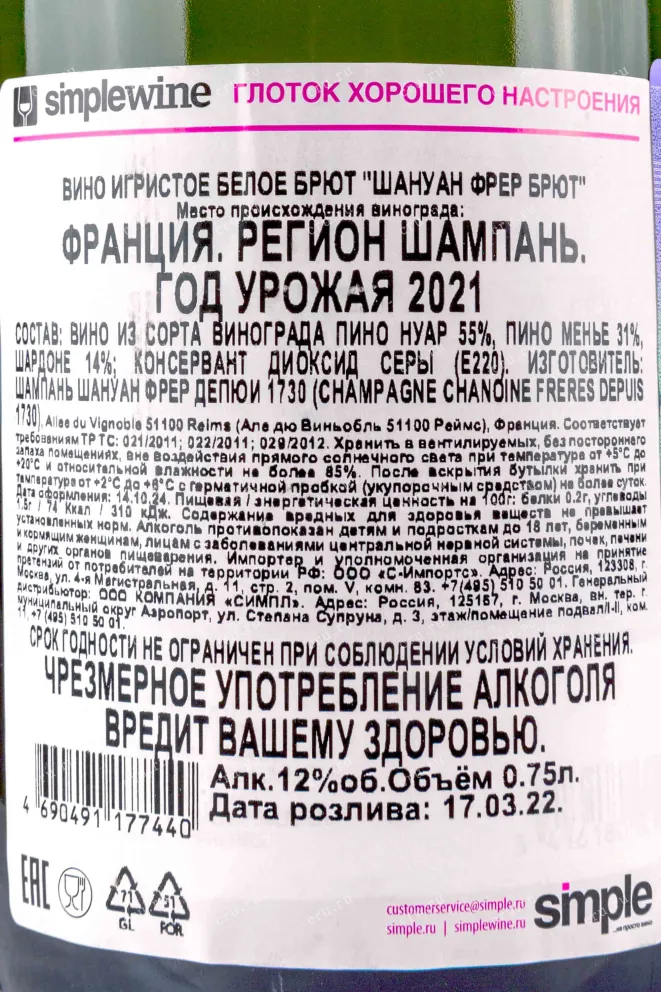 simplewine ГЛОТОК ХОРОШЕГО НАСТРОЕНИЯ
ВИНО ИГРИСТОЕ БЕЛОЕ БРЮТ "ШАНУАН ФРЕР БРЮТ"
Место происхождения винограда:
ФРАНЦИЯ. РЕГИОН ШАМПАНЬ.
ГОД УРОЖАЯ 2021
СОСТАВ: ВИНО ИЗ СОРТА ВИНОГРАДА ПИНО НУАР 55%, ПИНО МЕНЬЕ 31%,
ШАРДОНЕ 14%; КОНСЕРВАНТ ДИОКСИД СЕРЫ (Е220). ИЗГОТОВИТЕЛЬ:
ШАМПАНЬ ШАНУАН ФРЕР ДЕПЮИ 1730 (CHAMPAGNE CHANOINE FRERES DEPUIS
1730), Allee du Vignoble 51100 Reims (Але дю Виньобль 51100 Реймс), Франция. Соответствует
требованиям ТР ТС: 021/2011; 022/2011; 029/2012. Хранить в вентилируемых, без постороннего
запаха помещениях, вне воздействия прямого солнечного света при температуре от +5°С до
+20°С и относительной влажности не более 85%. После вскрытия бутылки хранить при
температуре от +2°С до +6°С с герметичной пробкой (укупорочным средством) не более суток.
Дата оформления: 14.10.24. Пищевая / энергетическая ценность на 100г: белки 0.2г, углеводы
1.5г / 74 Ккал / 310 кДж. Содержание вредных для здоровья веществ не превышает
установленных норм. Алкоголь противопоказан детям и подросткам до 18 лет, беременным
и кормящим женщинам, лицам с заболеваниями центральной нервной системы, почек, печени
и других органов пищеварения. Импортер и уполномоченная организация на принятие
претензий от потребителей на территории РФ: ООО «С-Импортс». Адрес: Россия, 123308, г.
Москва, ул. 4-я Магистральная, д. 11, стр. 2, пом. V, комн. 83. +7(495) 510 50 01. Генеральный
дистрибьютор: ООО КОМПАНИЯ «СИМПЛ». Адрес: Россия, 125167, г. Москва, вн. тер. г.
муниципальный округ Аэропорт, ул. Степана Супруна, д. 3, этаж/помещение подвал/I-II, ком.
11, +7 (495) 510 50 01.
СРОК ГОДНОСТИ НЕ ОГРАНИЧЕН ПРИ СОБЛЮДЕНИИ УСЛОВИЙ ХРАНЕНИЯ.
ЧРЕЗМЕРНОЕ УПОТРЕБЛЕНИЕ АЛКОГОЛЯ
ВРЕДИТ ВАШЕМУ ЗДОРОВЬЮ.
Алк.12%об.Объём 0.75л.
Дата розлива: 17.03.22.
4 690491 177440
EAC
71
GL
51
FOR
customerservice@simple.ru
simple.ru | simplewine.ru
simple
...не просто вино